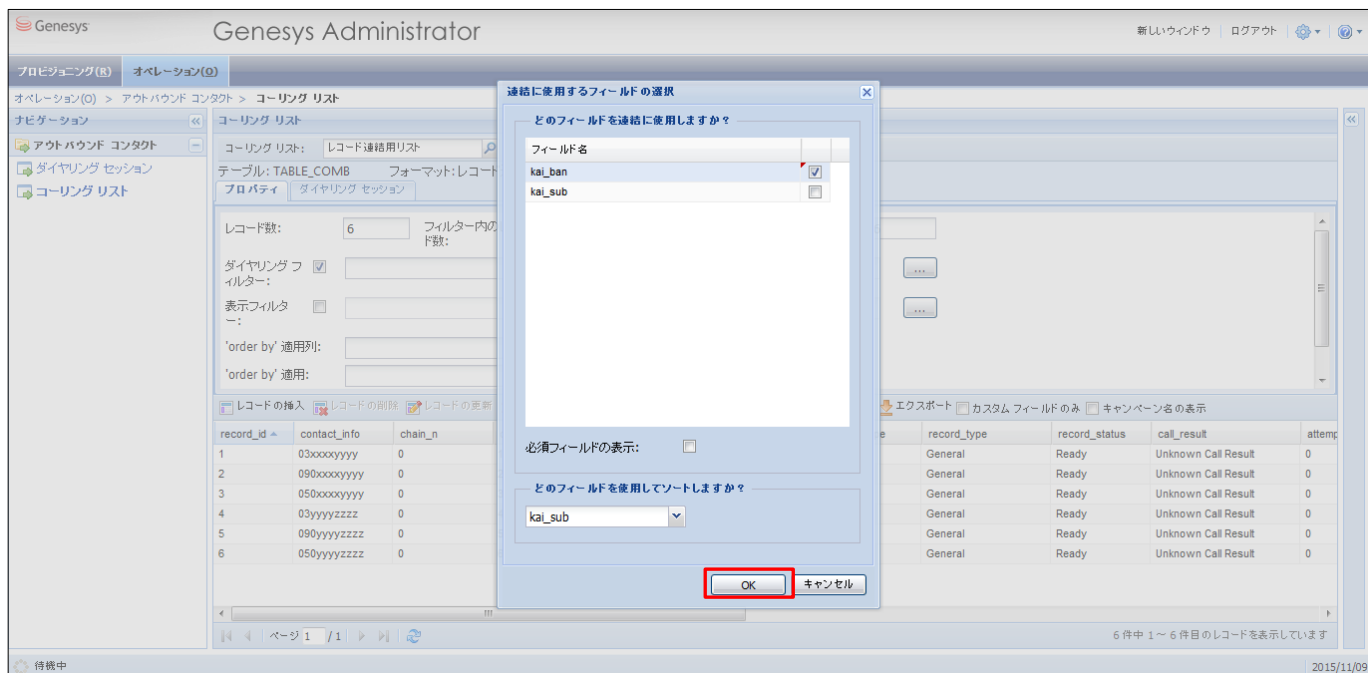 Genesys
Genesys Administrator
新しいウィンドウ
ログアウト
プロビジョニング(R)
オペレーション(O)
オペレーション(O) > アウトバウンド コンタクト > コーリング リスト
ナビゲーション
アウトバウンド コンタクト
ダイヤリング セッション
コーリング リスト
コーリング リスト
コーリング リスト: レコード連結用リスト
テーブル: TABLE_COMB フォーマット:レコード
プロパティ ダイヤリング セッション
レコード数: 6
フィルター内の
ド数:
ダイヤリング フ
ィルター:
...
表示フィルタ
ー:
...
'order by' 適用列:
'order by' 適用:
レコードの挿入 レコードの削除 レコードの更新
エクスポート カスタム フィールドのみ キャンペーン名の表示
record_id contact_info chain_n e record_type record_status call_result attemp
1 03xxxxyyyy 0 General Ready Unknown Call Result 0
2 090xxxxyyyy 0 General Ready Unknown Call Result 0
3 050xxxxyyyy 0 General Ready Unknown Call Result 0
4 03yyyyzzzz 0 General Ready Unknown Call Result 0
5 090yyyyzzzz 0 General Ready Unknown Call Result 0
6 050yyyyzzzz 0 General Ready Unknown Call Result 0
ページ 1 / 1
6 件中 1 ~ 6 件目のレコードを表示しています
待機中
2015/11/09
連結に使用するフィールドの選択
どのフィールドを連結に使用しますか?
フィールド名
kai_ban
kai_sub
必須フィールドの表示:
どのフィールドを使用してソートしますか?
kai_sub
OK
キャンセル